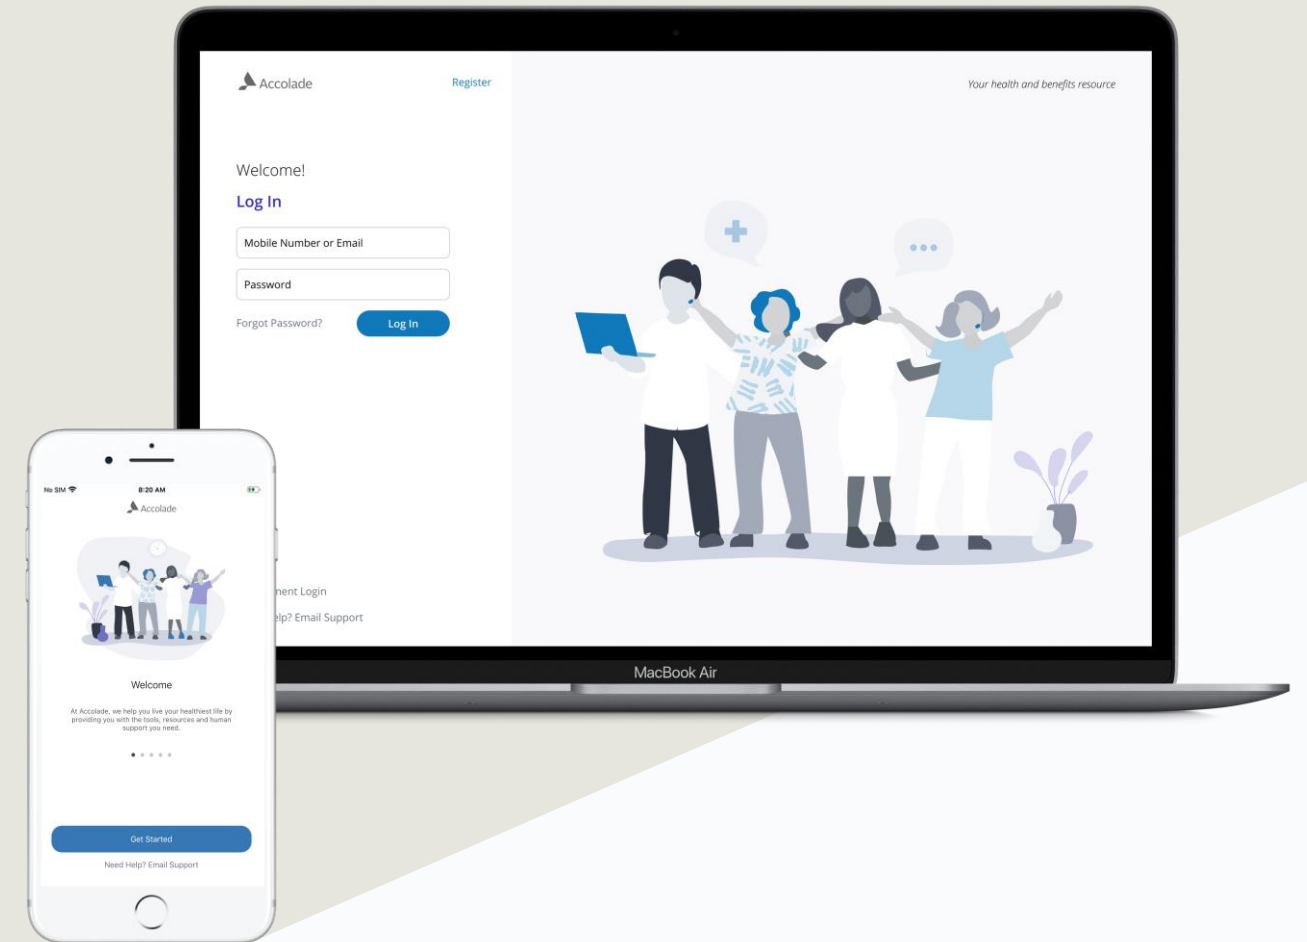 Accolade
Register
Your health and benefits resource
Welcome!
Log In
Mobile Number or Email
Password
Forgot Password?
Log In
Login
Email Support
MacBook Air
No SIM
8:20 AM
Accolade
Welcome
At Accolade, we help you live your healthiest life by
providing you with the tools, resources and human
support you need.
Get Started
Need Help? Email Support